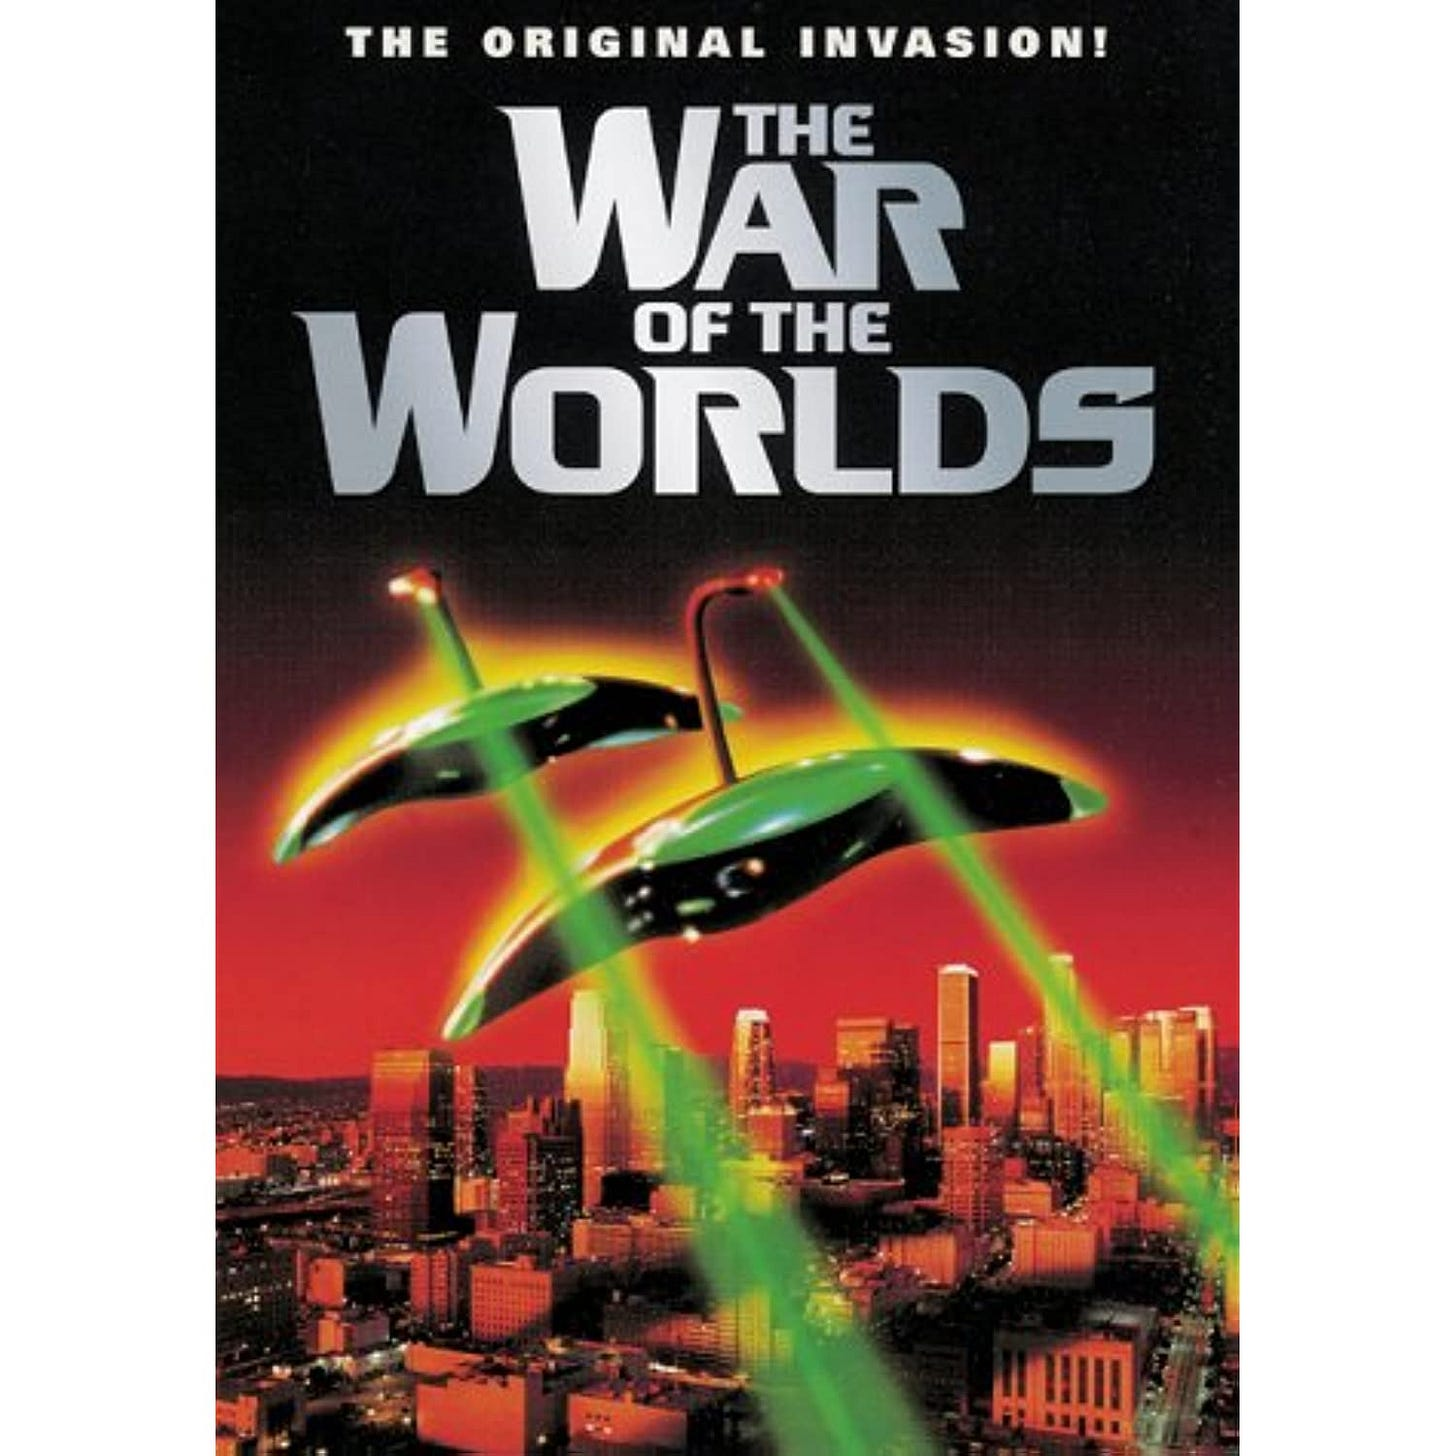 THE ORIGINAL INVASION!
THE
WAR
OF THE
WORLDS